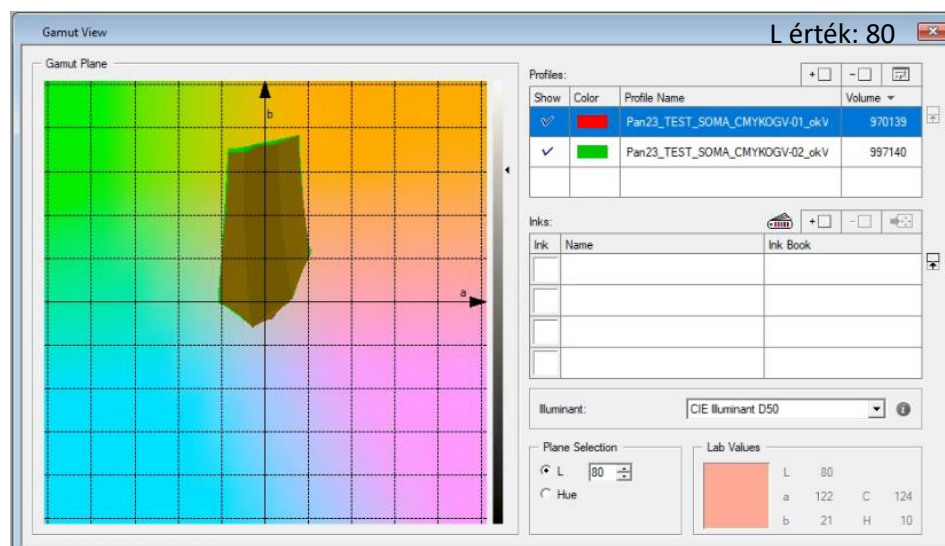 Gamut View
L érték: 80
Gamut Plane
b
a
Profiles:
Show Color Profile Name Volume
Pan23_TEST_SOMA_CMYKOGV-01_okV 970139
Pan23_TEST_SOMA_CMYKOGV-02_okV 997140
Inks:
Ink Name Ink Book
Illuminant: CIE Illuminant D50
Plane Selection
L 80
Hue
Lab Values
L 80
a 122 C 124
b 21 H 10